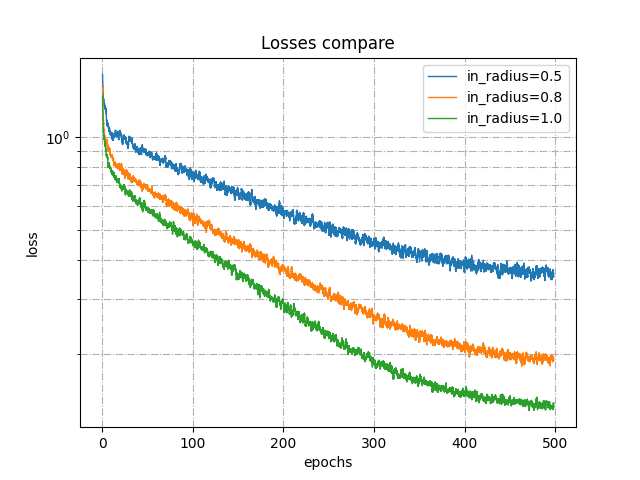 Losses compare
in_radius=0.5
in_radius=0.8
in_radius=1.0
10⁰
loss
0 100 200 300 400 500
epochs